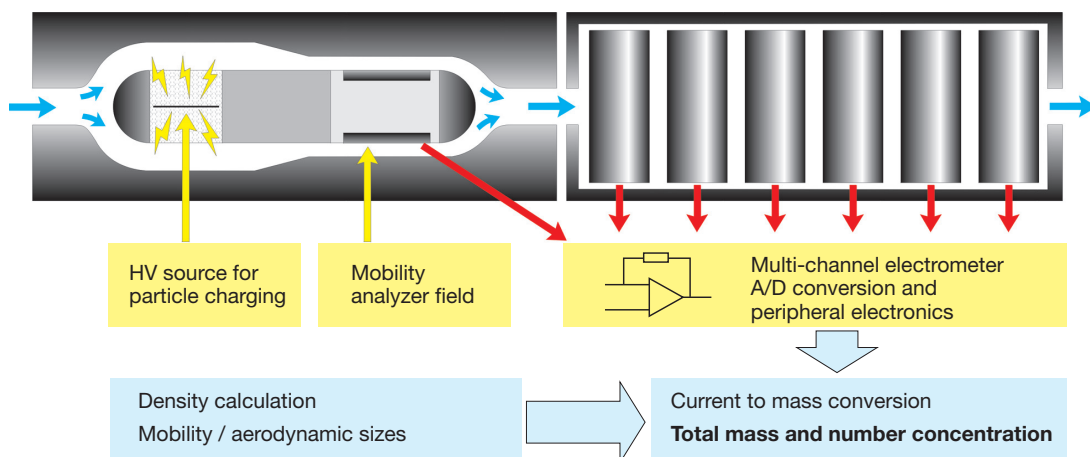 HV source for
particle charging
Mobility
analyzer field
Multi-channel electrometer
A/D conversion and
peripheral electronics
Density calculation
Mobility / aerodynamic sizes
Current to mass conversion
Total mass and number concentration